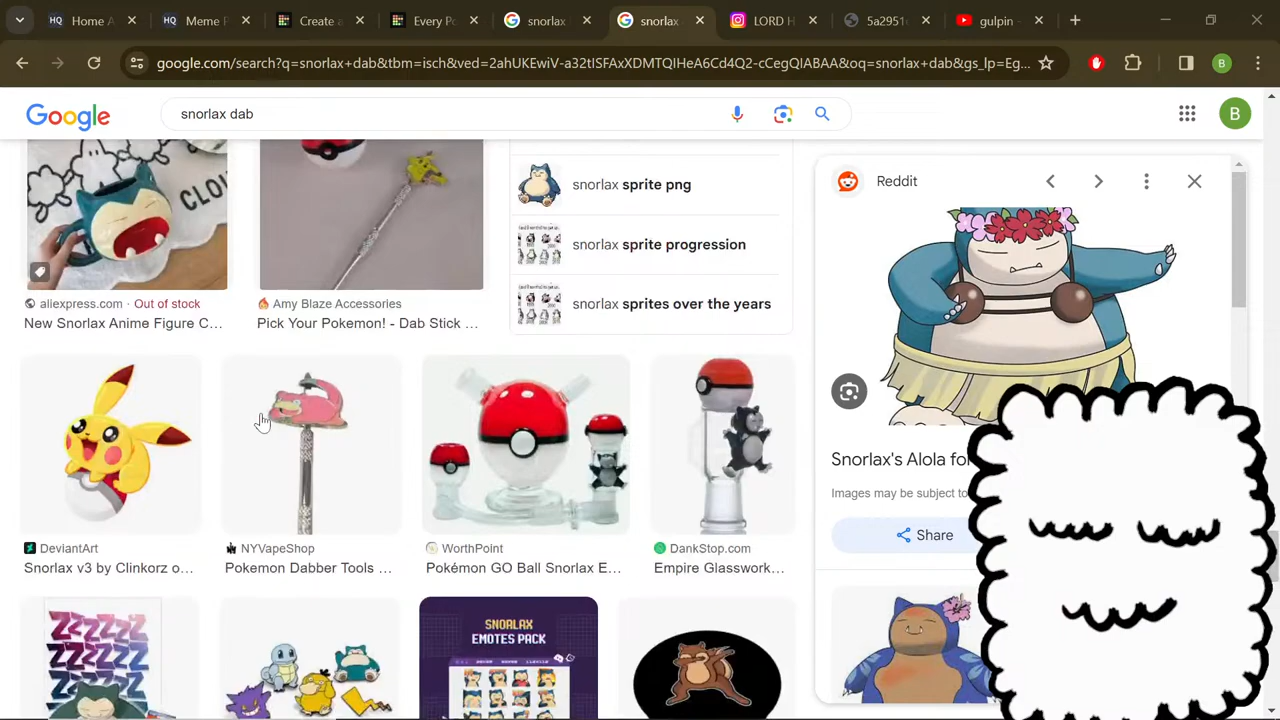 Home A
Meme P
Create a
Every Po
snorlax
snorlax
LORD H
5a2951
gulpin -
google.com/search?q=snorlax+dab&tbm=isch&ved=2ahUKEwiV-a32tISFAxXDMTQIHeA6Cd4Q2-cCegQIABAA&oq=snorlax+dab&gs_lp=Eg...
B
Google
snorlax dab
B
CLO
snorlax sprite png
snorlax sprite progression
snorlax sprites over the years
Reddit
aliexpress.com · Out of stock
New Snorlax Anime Figure C...
Amy Blaze Accessories
Pick Your Pokemon! - Dab Stick ...
Snorlax's Alola for
Images may be subject to
Share
DeviantArt
Snorlax v3 by Clinkorz o...
NYVapeShop
Pokemon Dabber Tools ...
WorthPoint
Pokémon GO Ball Snorlax E...
DankStop.com
Empire Glasswork...
SNORLAX
EMOTES PACK